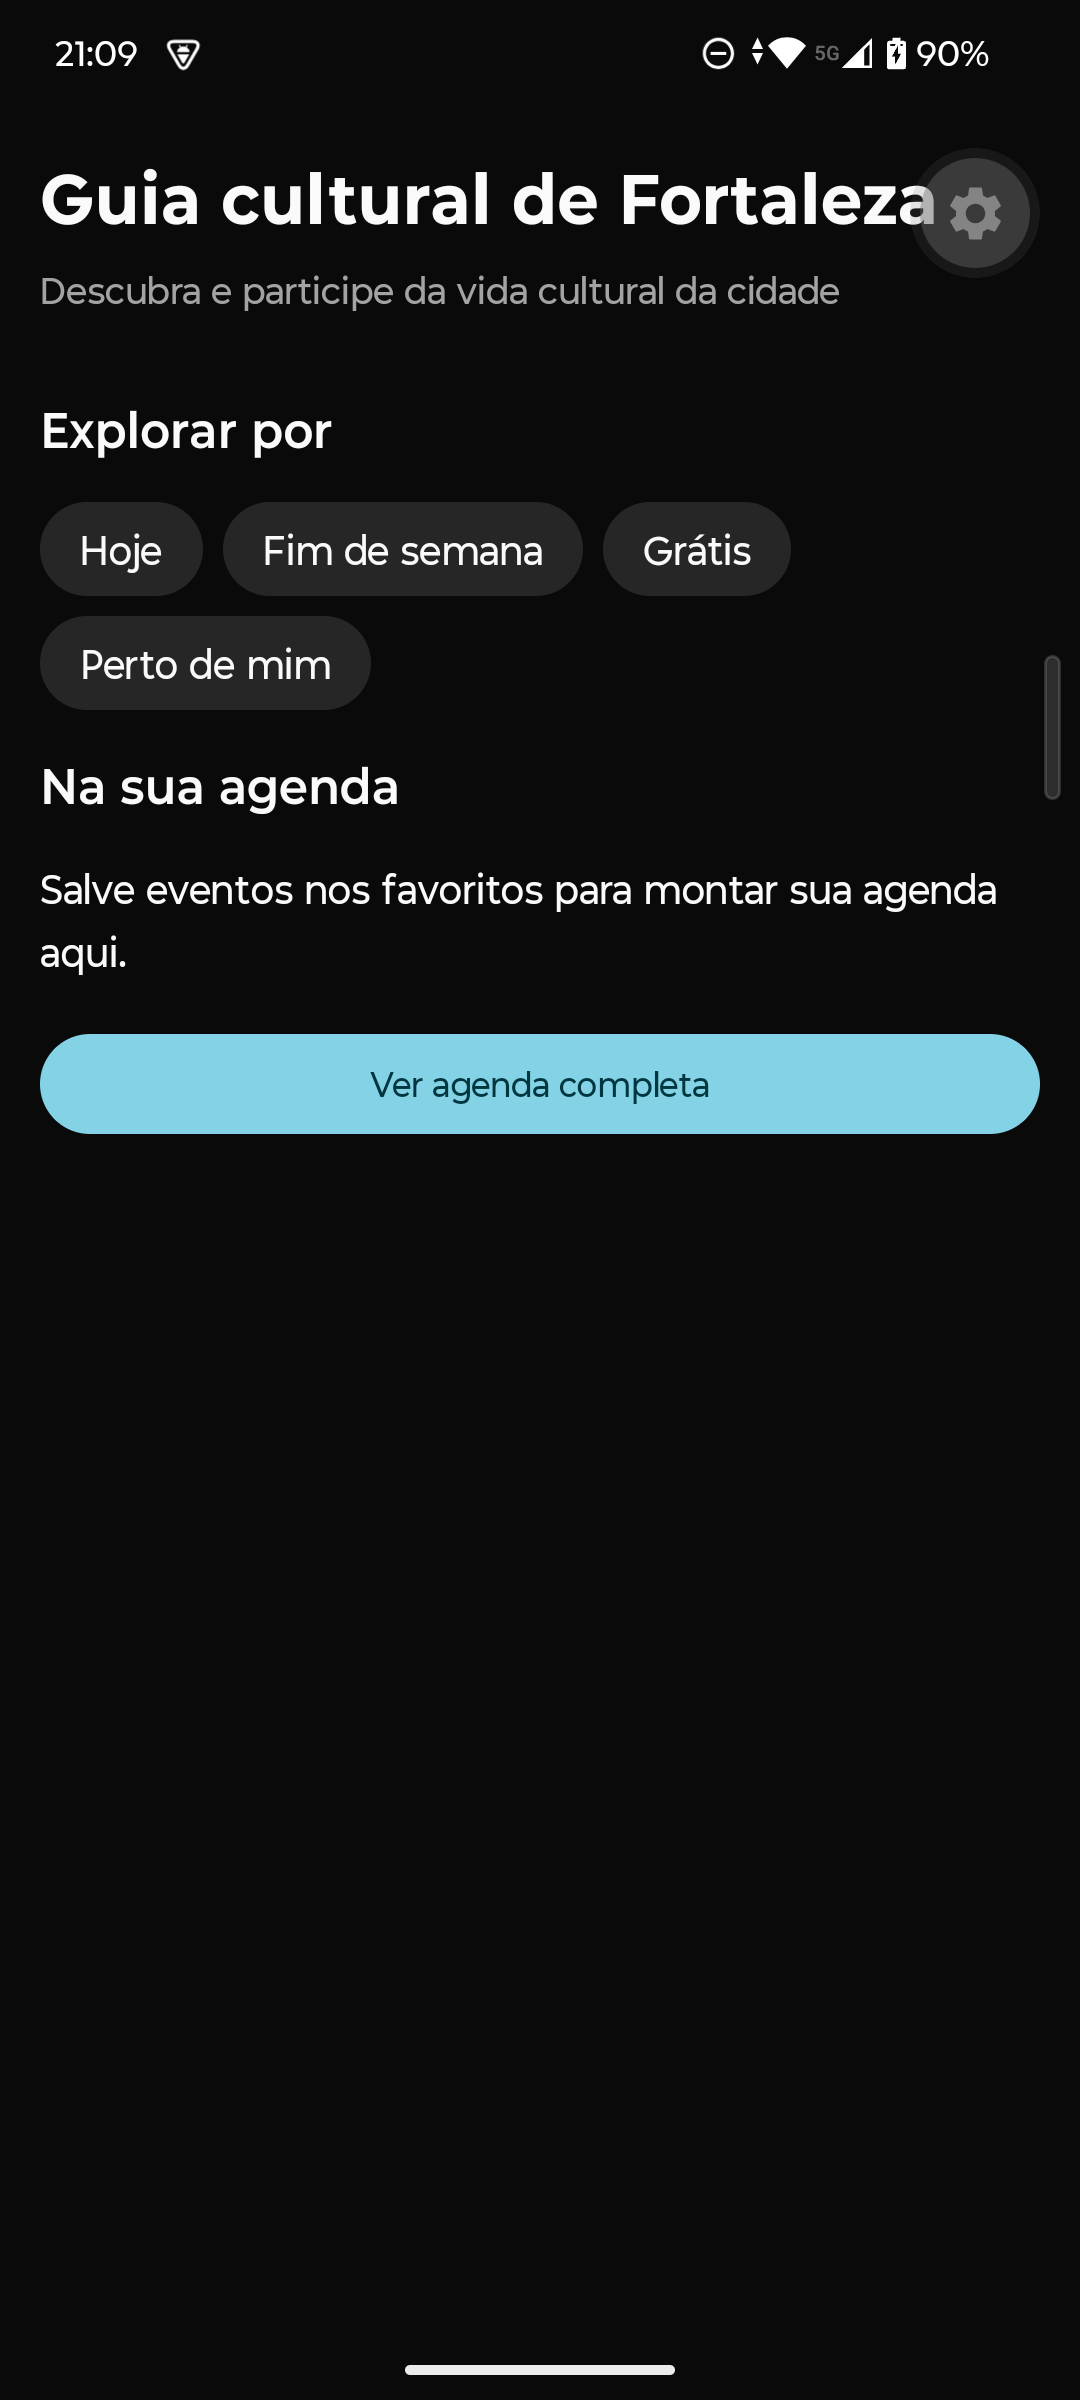 21:09
5G
90%
Guia cultural de Fortaleza
Descubra e participe da vida cultural da cidade
Explorar por
Hoje
Fim de semana
Grátis
Perto de mim
Na sua agenda
Salve eventos nos favoritos para montar sua agenda
aqui.
Ver agenda completa